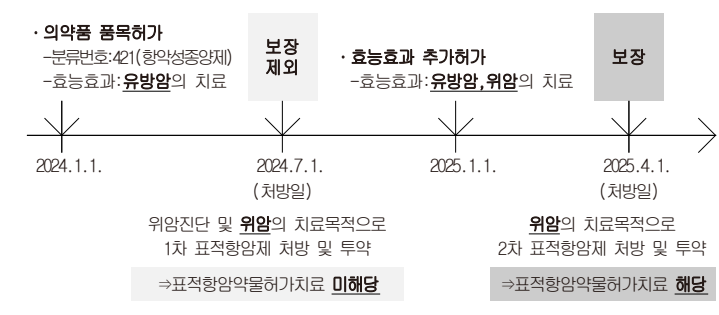 · 의약품 품목허가
-분류번호:421(항악성종양제)
-효능효과:유방암의 치료
보장
제외
· 효능효과 추가허가
-효능효과:유방암,위암의 치료
보장
2024.1.1.
2024.7.1.
(처방일)
2025.1.1.
2025.4.1.
(처방일)
위암진단 및 위암의 치료목적으로
1차 표적항암제 처방 및 투약
⇒표적항암약물허가치료 미해당
위암의 치료목적으로
2차 표적항암제 처방 및 투약
⇒표적항암약물허가치료 해당